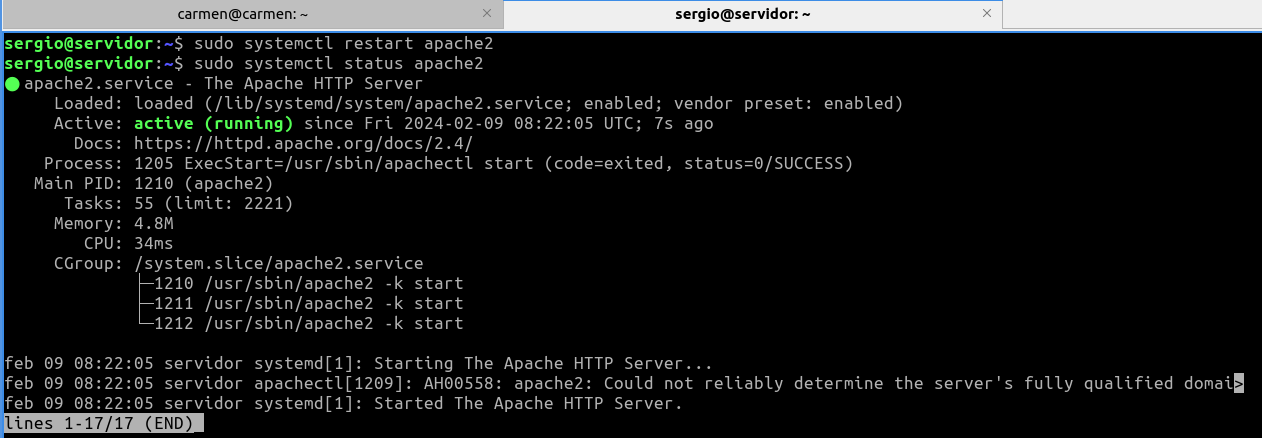 carmen@carmen: ~ × sergio@servidor: ~ ×
sergio@servidor:~$ sudo systemctl restart apache2
sergio@servidor:~$ sudo systemctl status apache2
● apache2.service - The Apache HTTP Server
     Loaded: loaded (/lib/systemd/system/apache2.service; enabled; vendor preset: enabled)
     Active: active (running) since Fri 2024-02-09 08:22:05 UTC; 7s ago
       Docs: https://httpd.apache.org/docs/2.4/
    Process: 1205 ExecStart=/usr/sbin/apachectl start (code=exited, status=0/SUCCESS)
   Main PID: 1210 (apache2)
      Tasks: 55 (limit: 2221)
     Memory: 4.8M
        CPU: 34ms
     CGroup: /system.slice/apache2.service
             ├─1210 /usr/sbin/apache2 -k start
             ├─1211 /usr/sbin/apache2 -k start
             └─1212 /usr/sbin/apache2 -k start

feb 09 08:22:05 servidor systemd[1]: Starting The Apache HTTP Server...
feb 09 08:22:05 servidor apachectl[1209]: AH00558: apache2: Could not reliably determine the server's fully qualified domai>
feb 09 08:22:05 servidor systemd[1]: Started The Apache HTTP Server.
lines 1-17/17 (END)